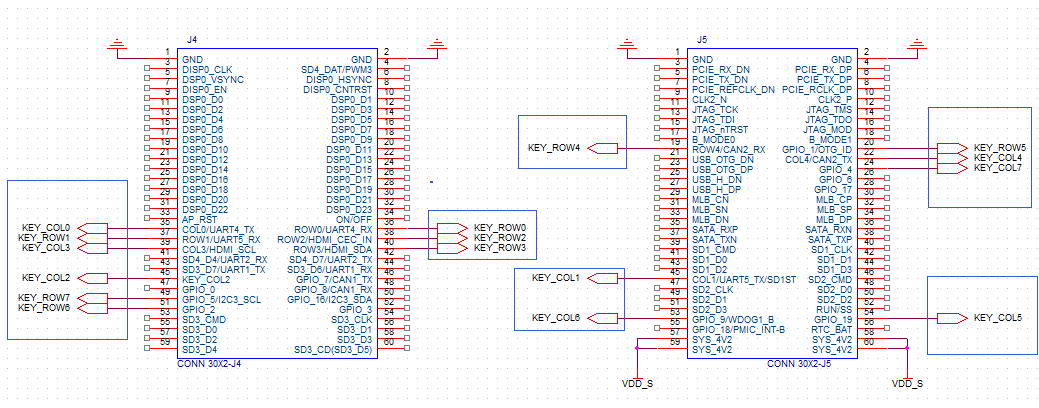 J4
1 GND GND 2
3 DISP0_CLK SD4_DAT/PWM3 4
5 DSP0_VSYNC DISP0_HSYNC 6
7 DISP0_EN DISP0_CNTRST 8
9 DSP0_D0 DSP0_D1 10
11 DSP0_D2 DSP0_D3 12
13 DSP0_D4 DSP0_D5 14
15 DSP0_D6 DSP0_D7 16
17 DSP0_D8 DSP0_D9 18
19 DSP0_D10 DSP0_D11 20
21 DSP0_D12 DSP0_D13 22
23 DSP0_D14 DSP0_D15 24
25 DSP0_D16 DSP0_D17 26
27 DSP0_D18 DSP0_D19 28
29 DSP0_D20 DSP0_D21 30
31 DSP0_D22 DSP0_D23 32
33 AP_RST ON/OFF 34
KEY_COL0 35 COL0/UART4_TX ROW0/UART4_RX 36 KEY_ROW0
KEY_ROW1 37 ROW1/UART5_RX ROW2/HDMI_CEC_IN 38 KEY_ROW2
KEY_COL3 39 COL3/HDMI_SCL ROW3/HDMI_SDA 40 KEY_ROW3
41 SD4_D4/UART2_RX SD4_D7/UART2_TX 42
43 SD3_D7/UART1_TX SD3_D6/UART1_RX 44
KEY_COL2 45 KEY_COL2 GPIO_7/CAN1_TX 46
47 GPIO_0 GPIO_8/CAN1_RX 48
KEY_ROW7 49 GPIO_5/I2C3_SCL GPIO_16/I2C3_SDA 50
KEY_ROW6 51 GPIO_2 GPIO_3 52
53 SD3_CMD SD3_CLK 54
55 SD3_D0 SD3_D1 56
57 SD3_D2 SD3_D3 58
59 SD3_D4 SD3_CD(SD3_D5) 60
CONN 30X2-J4
J5
1 GND GND 2
3 PCIE_RX_DN PCIE_RX_DP 4
5 PCIE_TX_DN PCIE_TX_DP 6
7 PCIE_REFCLK_DN PCIE_RCLK_DP 8
9 CLK2_N CLK2_P 10
11 JTAG_TCK JTAG_TMS 12
13 JTAG_TDI JTAG_TDO 14
15 JTAG_nTRST JTAG_MOD 16
17 B_MODE0 B_MODE1 18
KEY_ROW4 19 ROW4/CAN2_RX GPIO_1/OTG_ID 20 KEY_ROW5
21 USB_OTG_DN COL4/CAN2_TX 22 KEY_COL4
23 USB_OTG_DP GPIO_4 24 KEY_COL7
25 USB_H_DN GPIO_6 26
27 USB_H_DP GPIO_17 28
29 MLB_CN MLB_CP 30
31 MLB_SN MLB_SP 32
33 MLB_DN MLB_DP 34
35 SATA_RXP SATA_RXN 36
37 SATA_TXN SATA_TXP 38
39 SD1_CMD SD1_CLK 40
41 SD1_D0 SD1_D1 42
43 SD1_D2 SD1_D3 44
KEY_COL1 45 COL1/UART5_TX/SD1ST SD2_CMD 46
47 SD2_CLK SD2_D0 48
49 SD2_D1 SD2_D2 50
51 SD2_D3 RUN/SS 52
KEY_COL6 53 GPIO_9/WDOG1_B GPIO_19 54 KEY_COL5
55 GPIO_18/PMIC_INT-B RTC_BAT 56
57 SYS_4V2 SYS_4V2 58
59 SYS_4V2 SYS_4V2 60
CONN 30X2-J5
VDD_S VDD_S